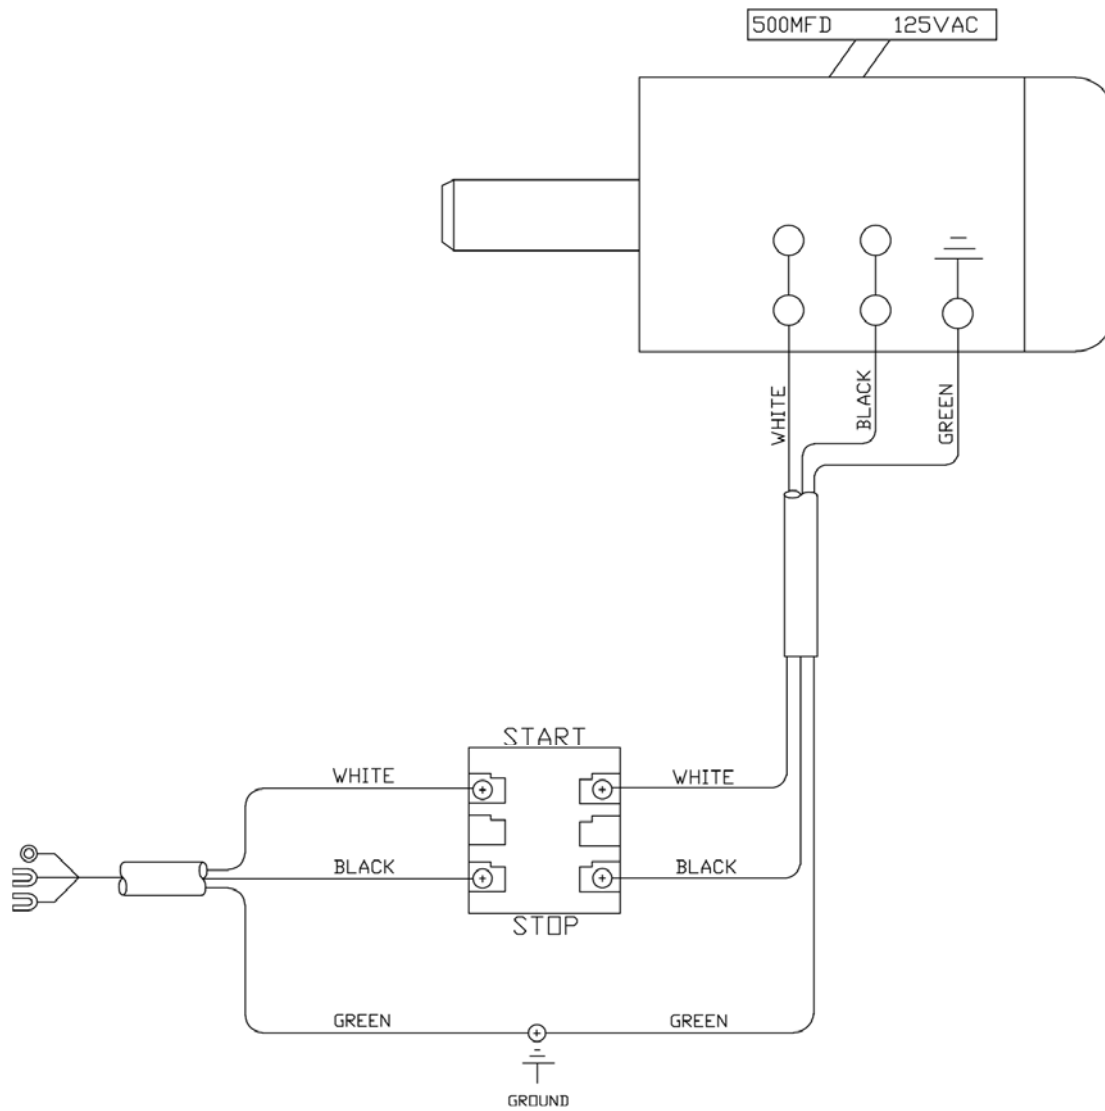 500MFD 125VAC
WHITE
BLACK
GREEN
START
WHITE
WHITE
BLACK
BLACK
STOP
GREEN
GREEN
GROUND